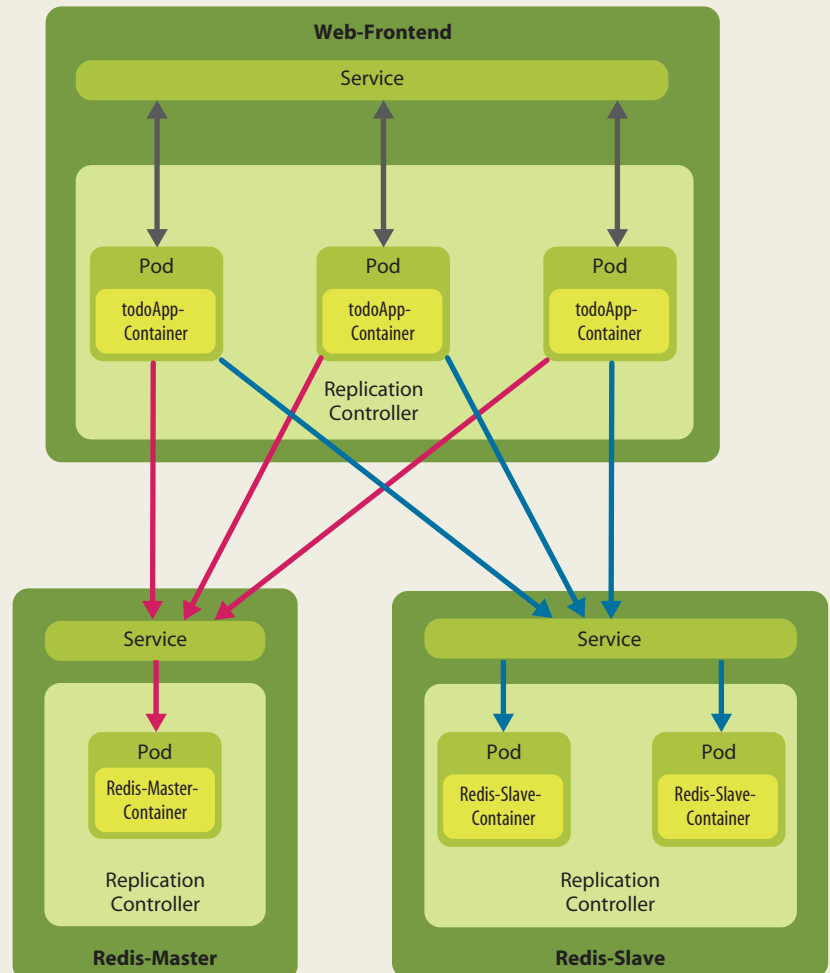 Web-Frontend
Service
Pod
todoApp-
Container
Pod
todoApp-
Container
Pod
todoApp-
Container
Replication
Controller
Service
Pod
Redis-Master-
Container
Replication
Controller
Redis-Master
Service
Pod
Redis-Slave-
Container
Pod
Redis-Slave-
Container
Replication
Controller
Redis-Slave